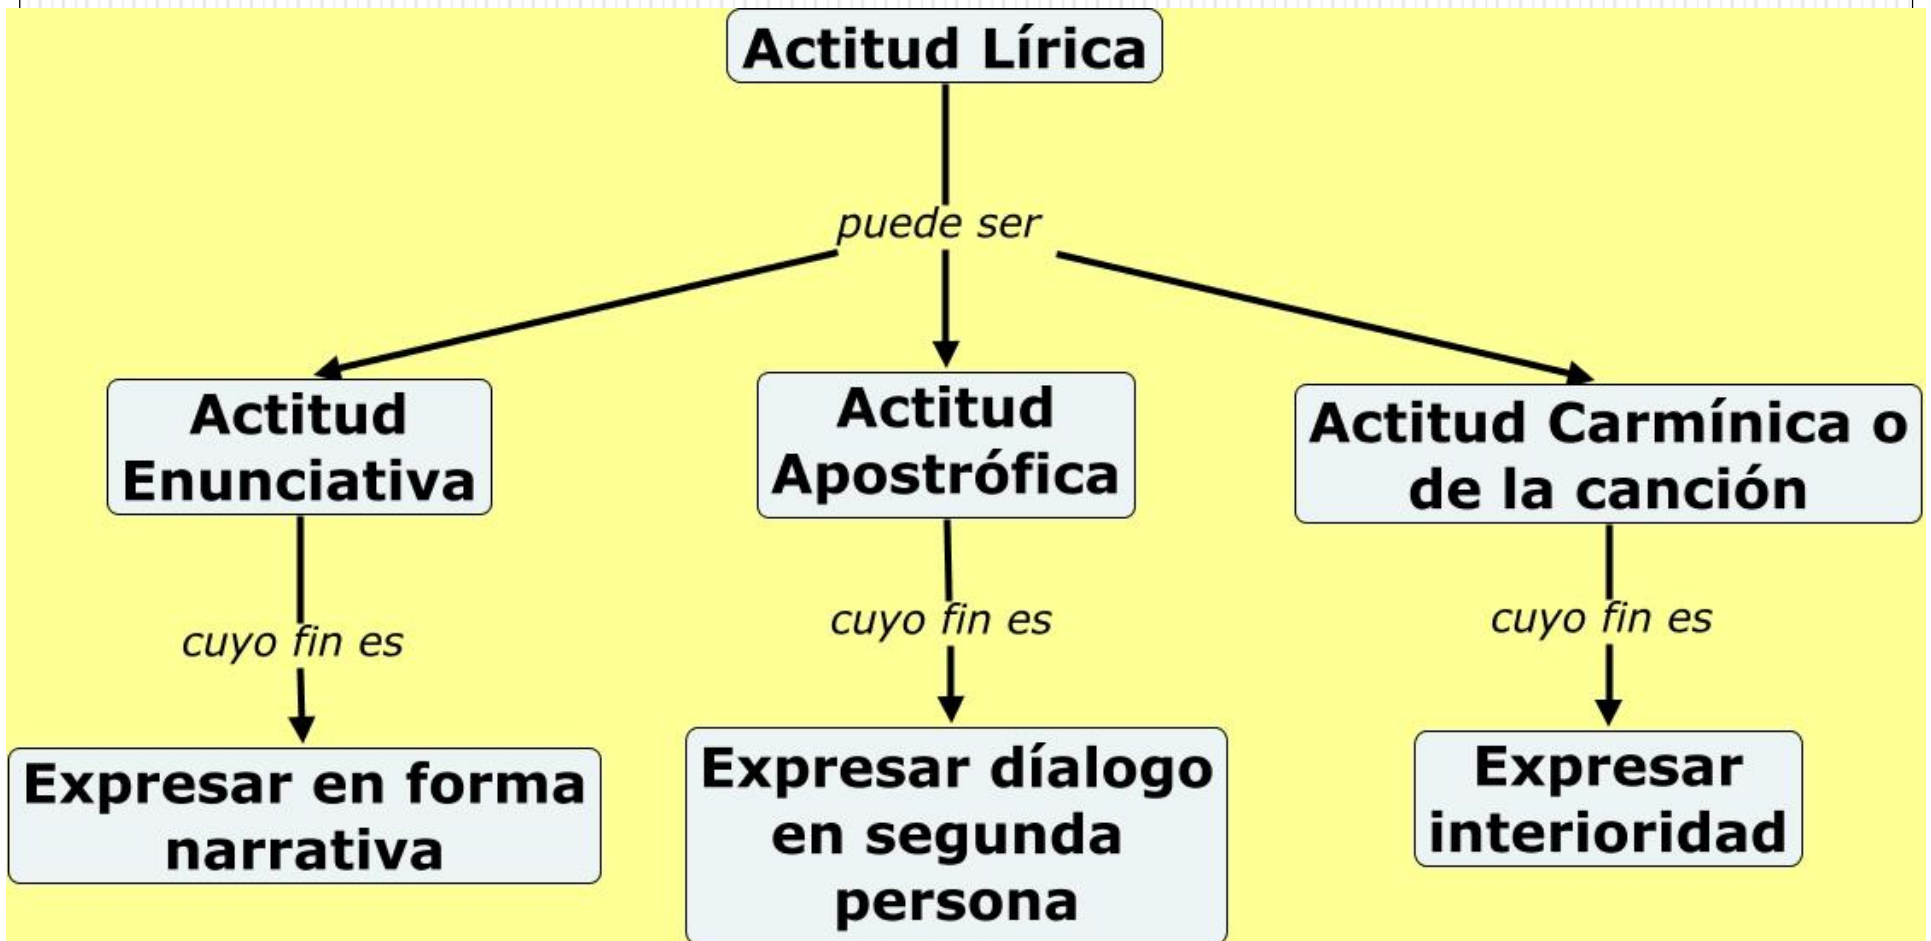 Actitud Lírica
puede ser
Actitud
Enunciativa
cuyo fin es
Expresar en forma
narrativa
Actitud
Apostrófica
cuyo fin es
Expresar díalogo
en segunda
persona
Actitud Carmínica o
de la canción
cuyo fin es
Expresar
interioridad